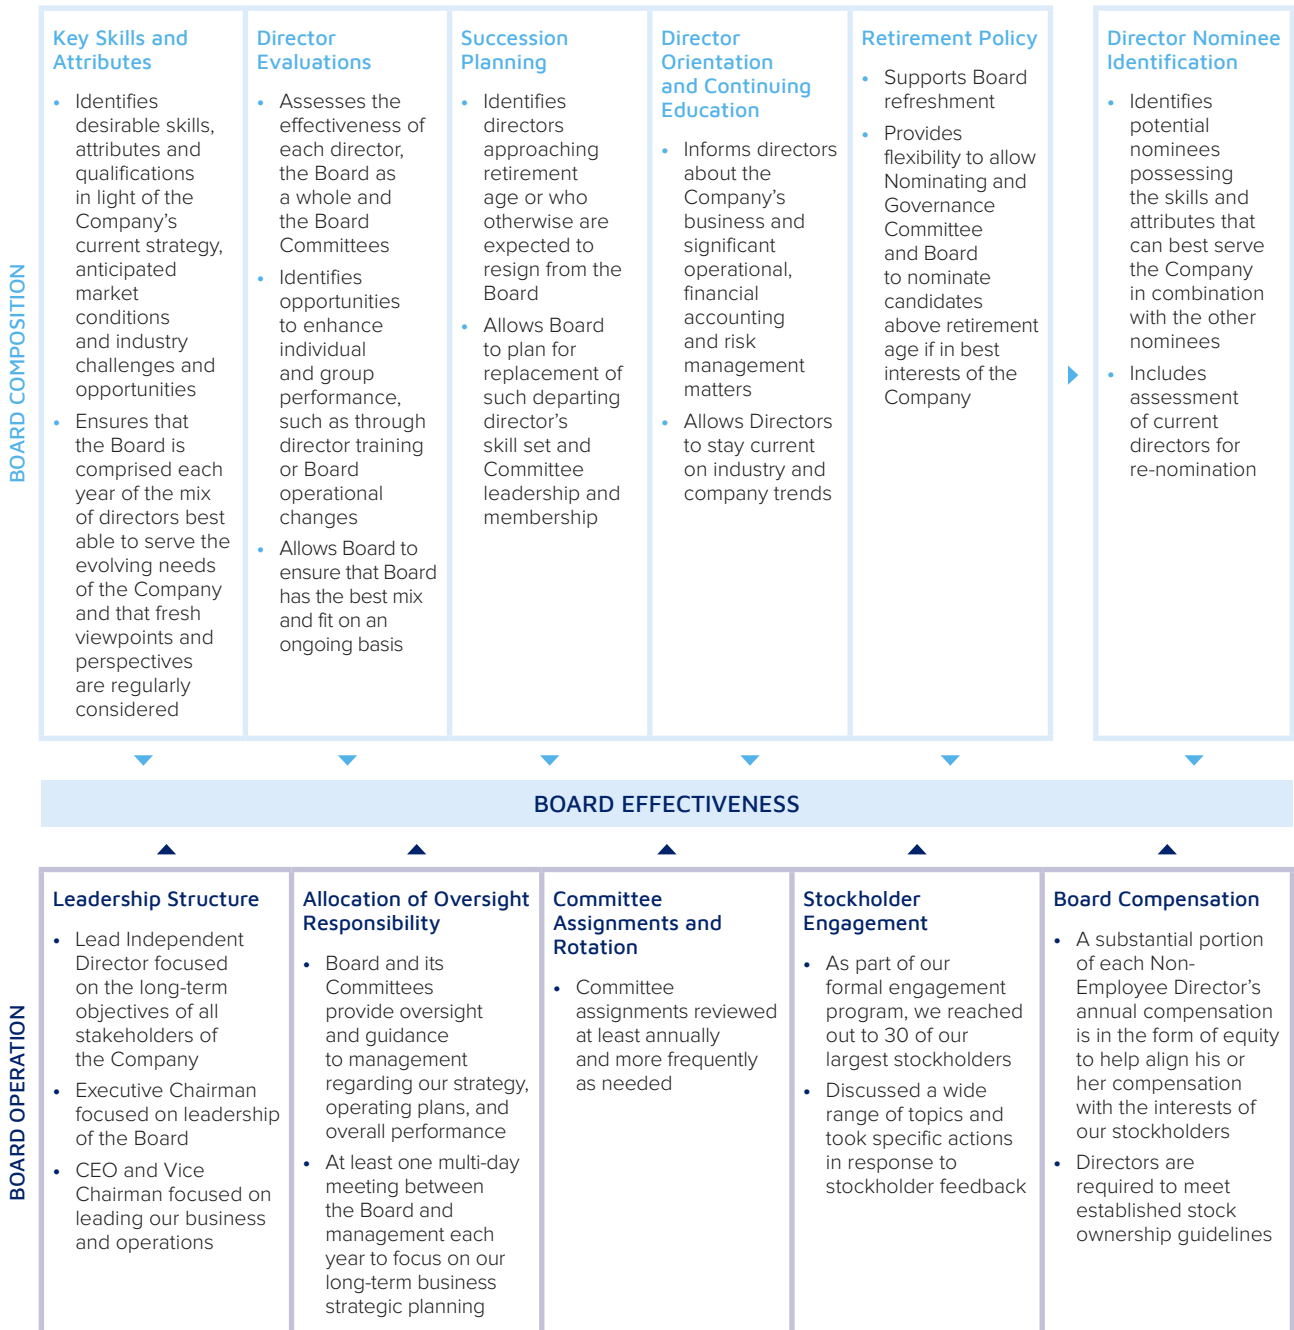 BOARD COMPOSITION
Key Skills and
Attributes
• Identifies
desirable skills,
attributes and
qualifications
in light of the
Company's
current strategy,
anticipated
market
conditions
and industry
challenges and
opportunities
• Ensures that
the Board is
comprised each
year of the mix
of directors best
able to serve the
evolving needs
of the Company
and that fresh
viewpoints and
perspectives
are regularly
considered
Director
Evaluations
• Assesses the
effectiveness of
each director,
the Board as
a whole and
the Board
Committees
• Identifies
opportunities
to enhance
individual
and group
performance,
such as through
director training
or Board
operational
changes
• Allows Board to
ensure that Board
has the best mix
and fit on an
ongoing basis
Succession
Planning
• Identifies
directors
approaching
retirement
age or who
otherwise are
expected to
resign from the
Board
• Allows Board
to plan for
replacement of
such departing
director's
skill set and
Committee
leadership and
membership
Director
Orientation
and Continuing
Education
• Informs directors
about the
Company's
business and
significant
operational,
financial
accounting
and risk
management
matters
• Allows Directors
to stay current
on industry and
company trends
Retirement Policy
• Supports Board
refreshment
• Provides
flexibility to allow
Nominating and
Governance
Committee
and Board
to nominate
candidates
above retirement
age if in best
interests of the
Company
Director Nominee
Identification
• Identifies
potential
nominees
possessing
the skills and
attributes that
can best serve
the Company
in combination
with the other
nominees
• Includes
assessment
of current
directors for
re-nomination
BOARD EFFECTIVENESS
BOARD OPERATION
Leadership Structure
• Lead Independent
Director focused
on the long-term
objectives of all
stakeholders of
the Company
• Executive Chairman
focused on leadership
of the Board
• CEO and Vice
Chairman focused on
leading our business
and operations
Allocation of Oversight
Responsibility
• Board and its
Committees
provide oversight
and guidance
to management
regarding our strategy,
operating plans, and
overall performance
• At least one multi-day
meeting between
the Board and
management each
year to focus on our
long-term business
strategic planning
Committee
Assignments and
Rotation
• Committee
assignments reviewed
at least annually
and more frequently
as needed
Stockholder
Engagement
• As part of our
formal engagement
program, we reached
out to 30 of our
largest stockholders
• Discussed a wide
range of topics and
took specific actions
in response to
stockholder feedback
Board Compensation
• A substantial portion
of each Non-
Employee Director's
annual compensation
is in the form of equity
to help align his or
her compensation
with the interests of
our stockholders
• Directors are
required to meet
established stock
ownership guidelines